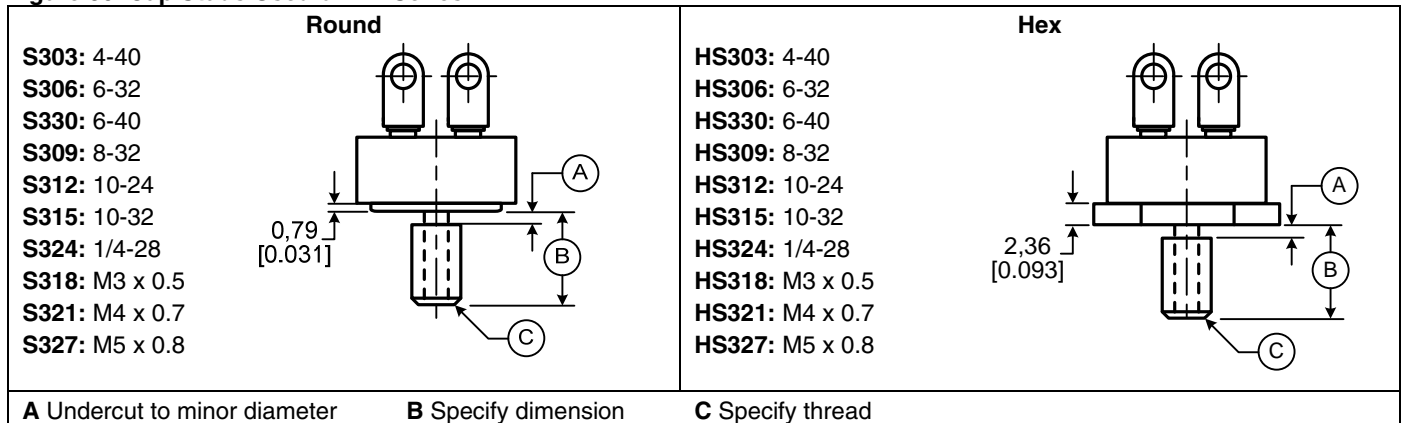 Round
S303: 4-40
S306: 6-32
S330: 6-40
S309: 8-32
S312: 10-24
S315: 10-32
S324: 1/4-28
S318: M3 x 0.5
S321: M4 x 0.7
S327: M5 x 0.8
A
0,79
[0.031]
B
C
Hex
HS303: 4-40
HS306: 6-32
HS330: 6-40
HS309: 8-32
HS312: 10-24
HS315: 10-32
HS324: 1/4-28
HS318: M3 x 0.5
HS321: M4 x 0.7
HS327: M5 x 0.8
A
2,36
[0.093]
B
C
A Undercut to minor diameter B Specify dimension C Specify thread